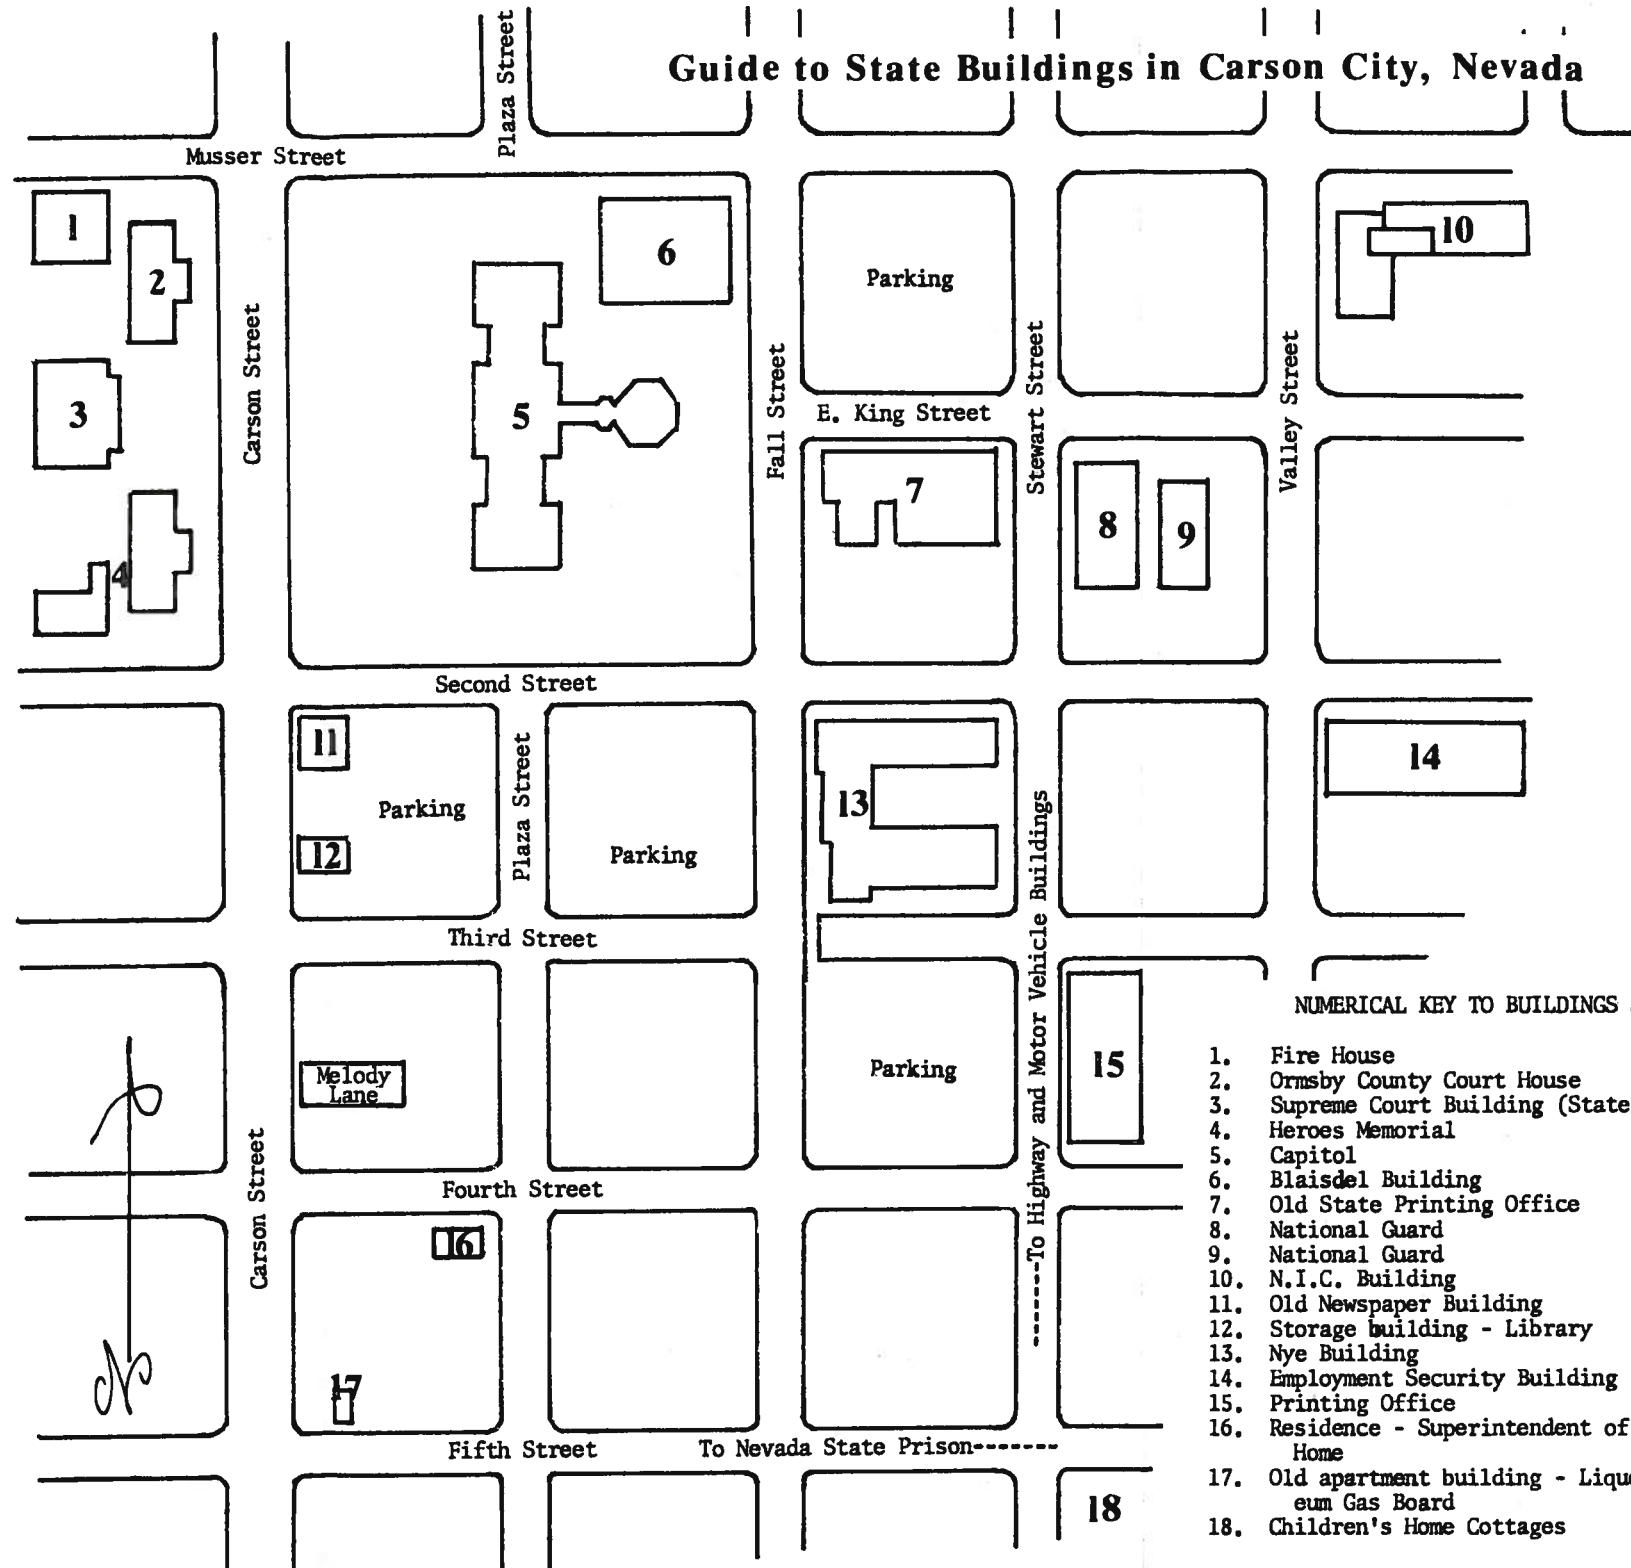 Guide to State Buildings in Carson City, Nevada
Plaza Street
Musser Street
1
2
3
4
Carson Street
5
6
Fall Street
Parking
E. King Street
7
Stewart Street
8
9
Valley Street
10
Second Street
11
12
Parking
Plaza Street
Parking
13
14
Third Street
Melody
Lane
Parking
15
-------To Highway and Motor Vehicle Buildings
Carson Street
Fourth Street
16
17
N
Fifth Street
To Nevada State Prison-------
18
NUMERICAL KEY TO BUILDINGS
1. Fire House
2. Ormsby County Court House
3. Supreme Court Building (State
4. Heroes Memorial
5. Capitol
6. Blaisdel Building
7. Old State Printing Office
8. National Guard
9. National Guard
10. N.I.C. Building
11. Old Newspaper Building
12. Storage building - Library
13. Nye Building
14. Employment Security Building
15. Printing Office
16. Residence - Superintendent of
Home
17. Old apartment building - Lique
eum Gas Board
18. Children's Home Cottages